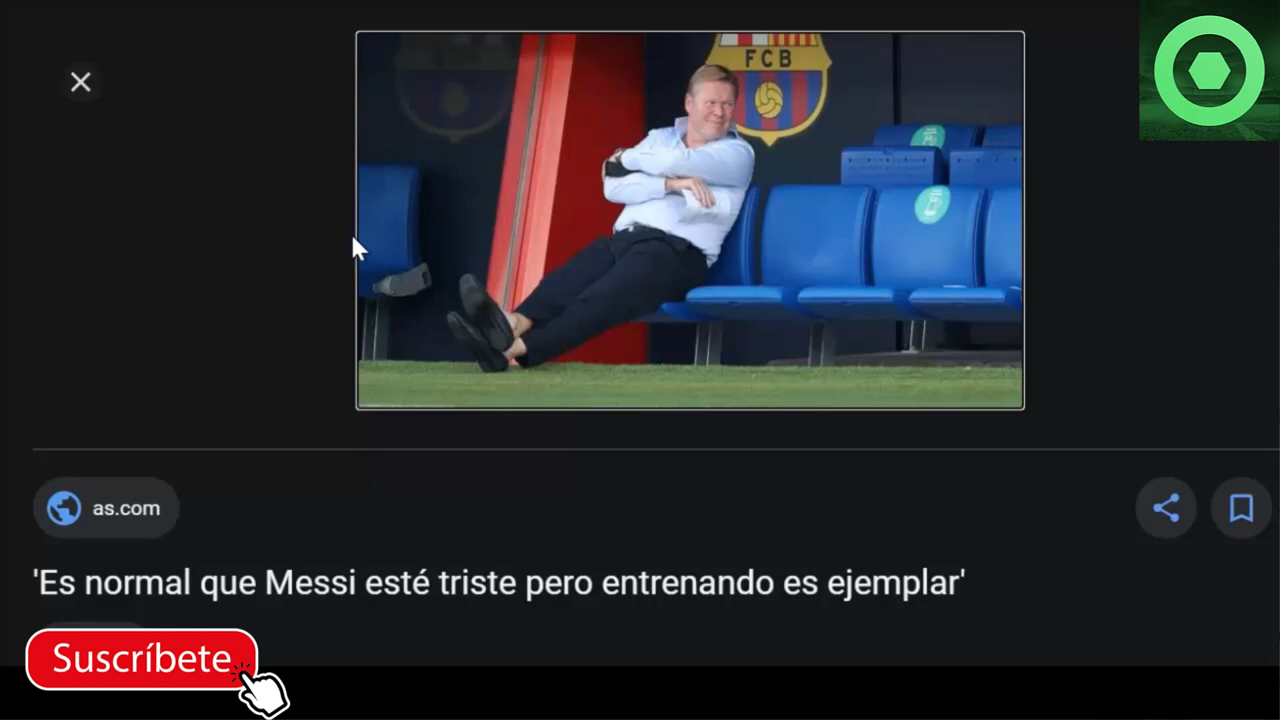 FCB
as.com
'Es normal que Messi esté triste pero entrenando es ejemplar'
Suscríbete